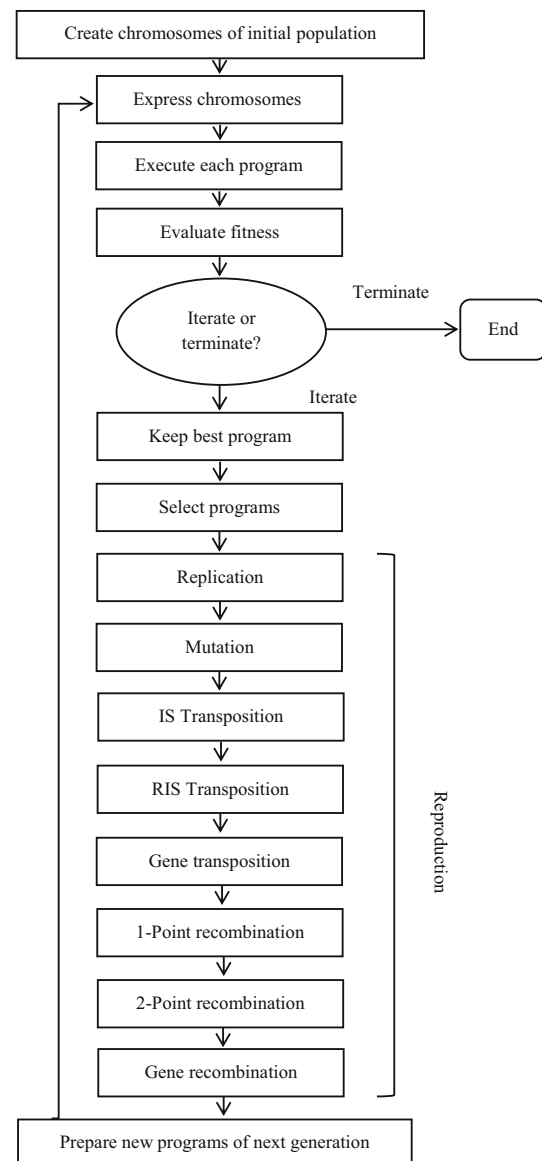 Create chromosomes of initial population
Express chromosomes
Execute each program
Evaluate fitness
Iterate or
terminate?
Terminate
End
Iterate
Keep best program
Select programs
Replication
Mutation
IS Transposition
RIS Transposition
Gene transposition
1-Point recombination
2-Point recombination
Gene recombination
Reproduction
Prepare new programs of next generation